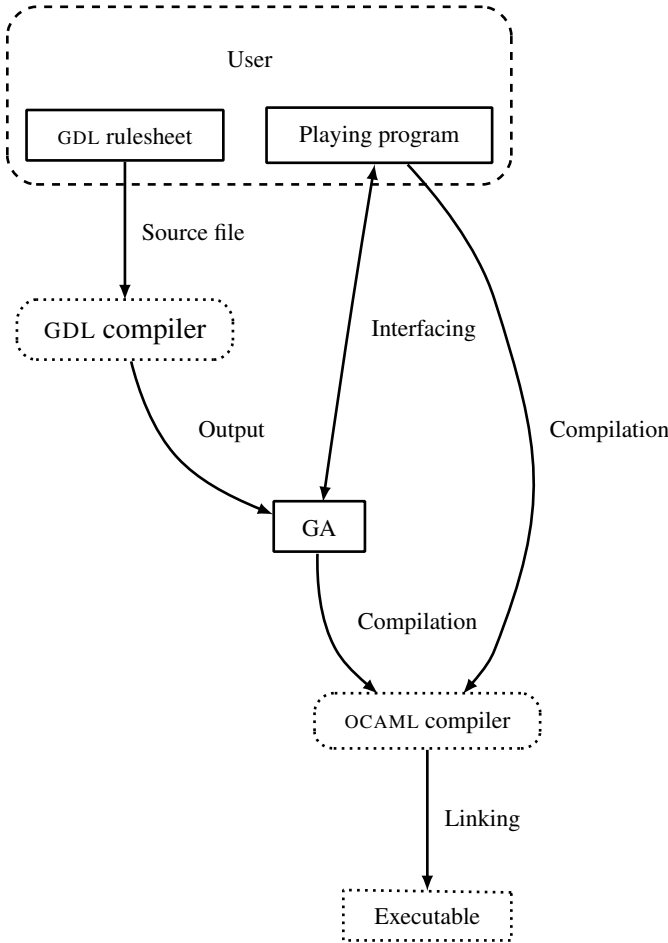 User
GDL rulesheet
Playing program
Source file
GDL compiler
Interfacing
Output
Compilation
GA
Compilation
OCAML compiler
Linking
Executable